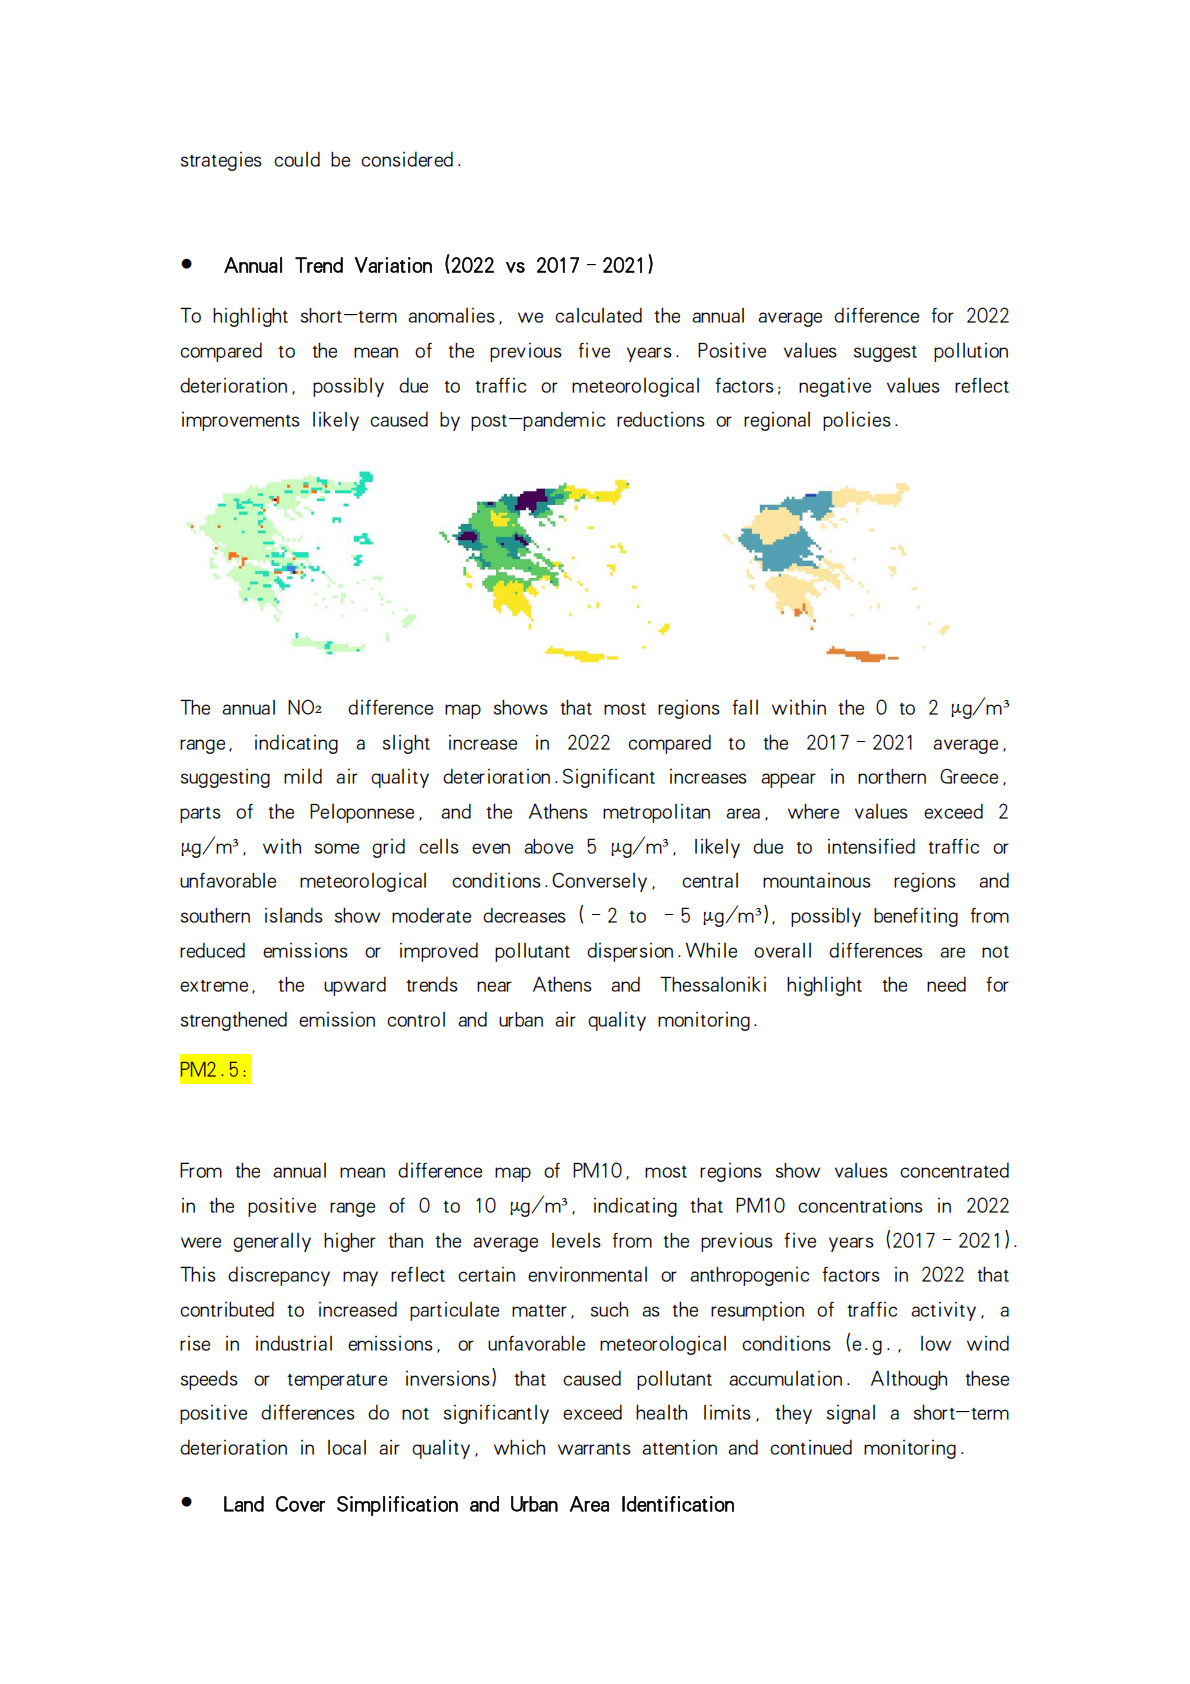 strategies could be considered.
● Annual Trend Variation (2022 vs 2017–2021)
To highlight short—term anomalies, we calculated the annual average difference for 2022
compared to the mean of the previous five years. Positive values suggest pollution
deterioration, possibly due to traffic or meteorological factors; negative values reflect
improvements likely caused by post—pandemic reductions or regional policies.
The annual NO₂ difference map shows that most regions fall within the 0 to 2 μg/m³
range, indicating a slight increase in 2022 compared to the 2017–2021 average,
suggesting mild air quality deterioration.Significant increases appear in northern Greece,
parts of the Peloponnese, and the Athens metropolitan area, where values exceed 2
μg/m³, with some grid cells even above 5 μg/m³, likely due to intensified traffic or
unfavorable meteorological conditions.Conversely, central mountainous regions and
southern islands show moderate decreases (–2 to –5 μg/m³), possibly benefiting from
reduced emissions or improved pollutant dispersion.While overall differences are not
extreme, the upward trends near Athens and Thessaloniki highlight the need for
strengthened emission control and urban air quality monitoring.
PM2.5:
From the annual mean difference map of PM10, most regions show values concentrated
in the positive range of 0 to 10 μg/m³, indicating that PM10 concentrations in 2022
were generally higher than the average levels from the previous five years (2017–2021).
This discrepancy may reflect certain environmental or anthropogenic factors in 2022 that
contributed to increased particulate matter, such as the resumption of traffic activity, a
rise in industrial emissions, or unfavorable meteorological conditions (e.g., low wind
speeds or temperature inversions) that caused pollutant accumulation. Although these
positive differences do not significantly exceed health limits, they signal a short—term
deterioration in local air quality, which warrants attention and continued monitoring.
● Land Cover Simplification and Urban Area Identification